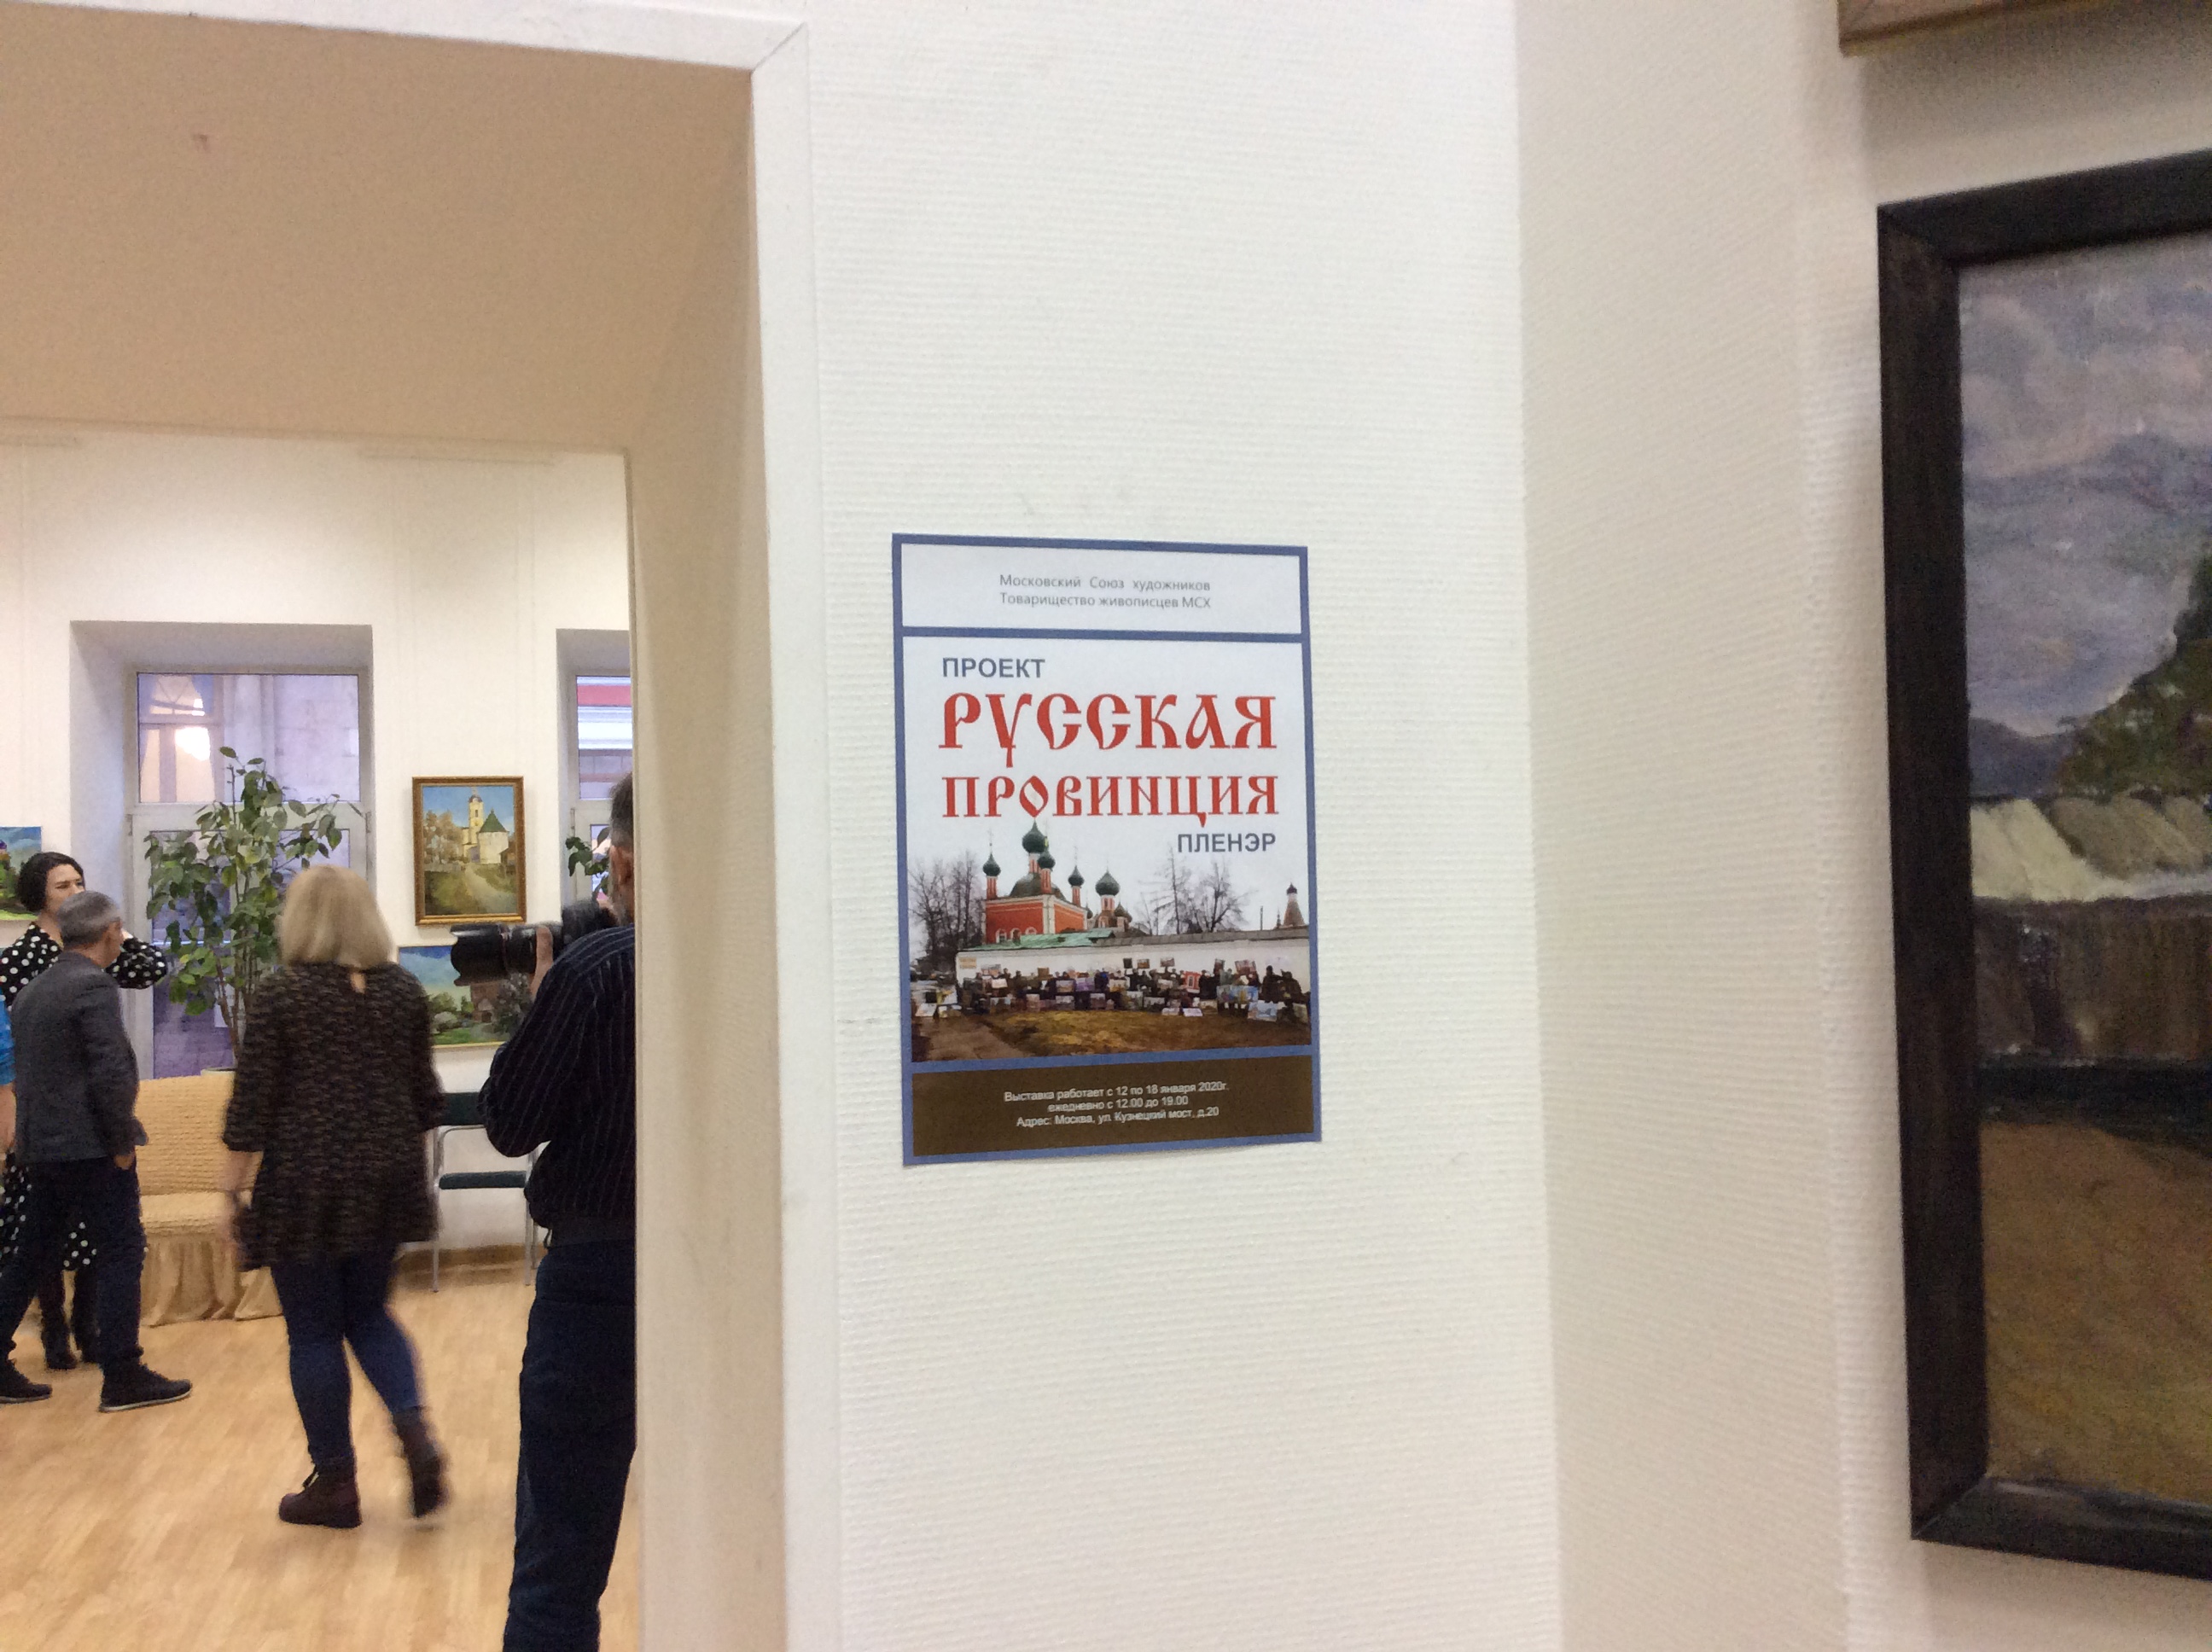 Московский Союз художников
Товарищество живописцев МСХ
ПРОЕКТ
РУССКАЯ
ПРОВИНЦИЯ
ПЛЕНЭР
Выставка работает с 12 по 18 января 2020г.
ежедневно с 12.00 до 19.00
Адрес: Москва, ул. Кузнецкий мост, д.20